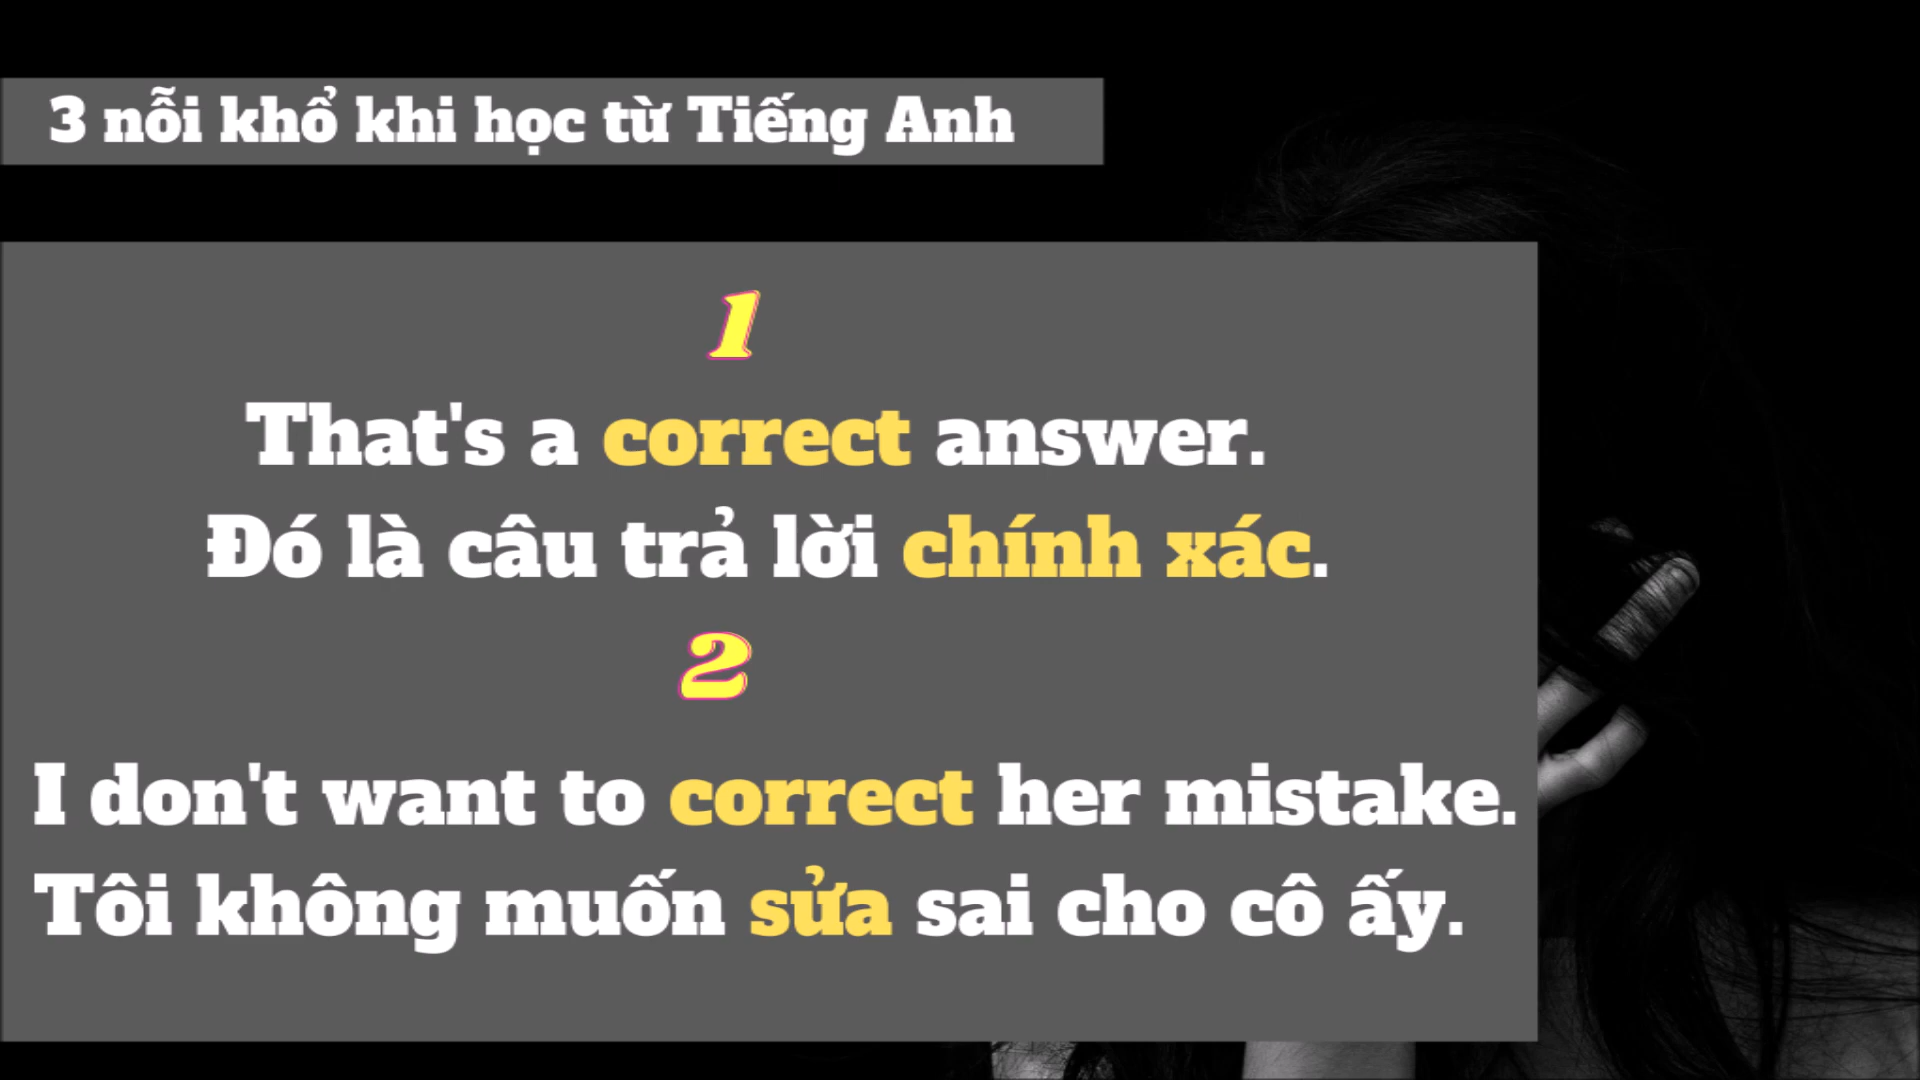 3 nỗi khổ khi học từ Tiếng Anh
1
That's a correct answer.
Đó là câu trả lời chính xác.
2
I don't want to correct her mistake.
Tôi không muốn sửa sai cho cô ấy.